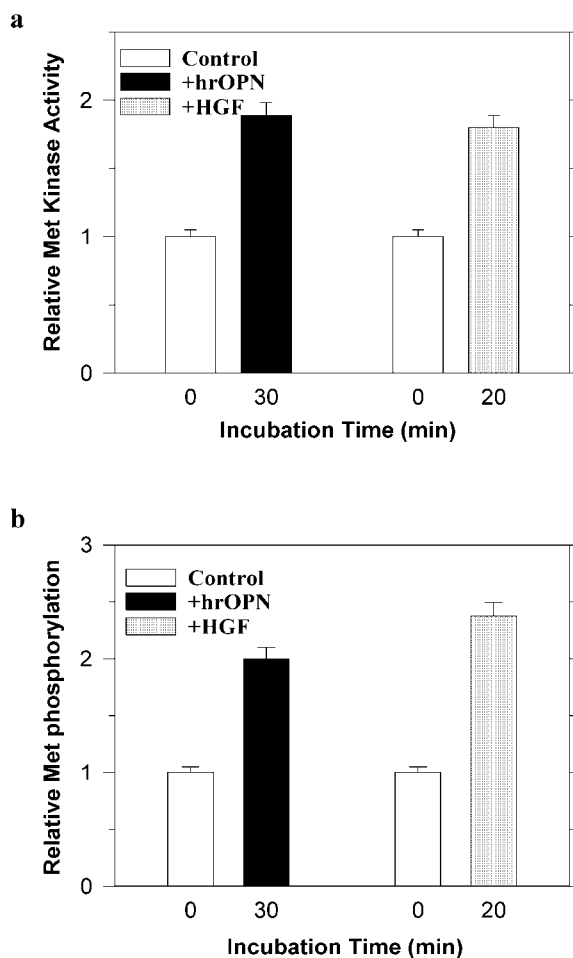 a
Relative Met Kinase Activity
2
1
0
Control
+hrOPN
+HGF
0 30 0 20
Incubation Time (min)
b
Relative Met phosphorylation
3
2
1
0
Control
+hrOPN
+HGF
0 30 0 20
Incubation Time (min)